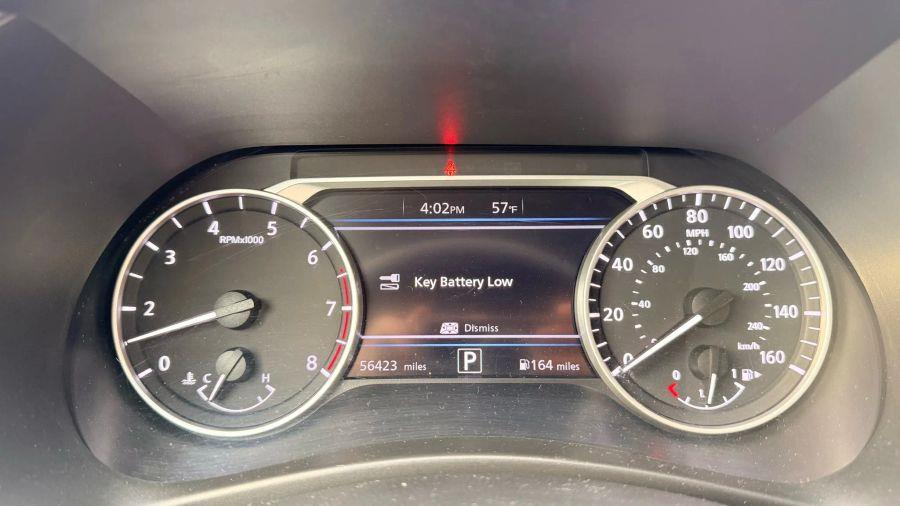 4:02PM 57°F
Key Battery Low
Dismiss
56423 miles P 164 miles
0 2 3 4 5 6 7 8
RPMx1000
C H
0 20 40 60 80 100 120 140 160
MPH
40 80 120 160 200 240
km/h
0 1